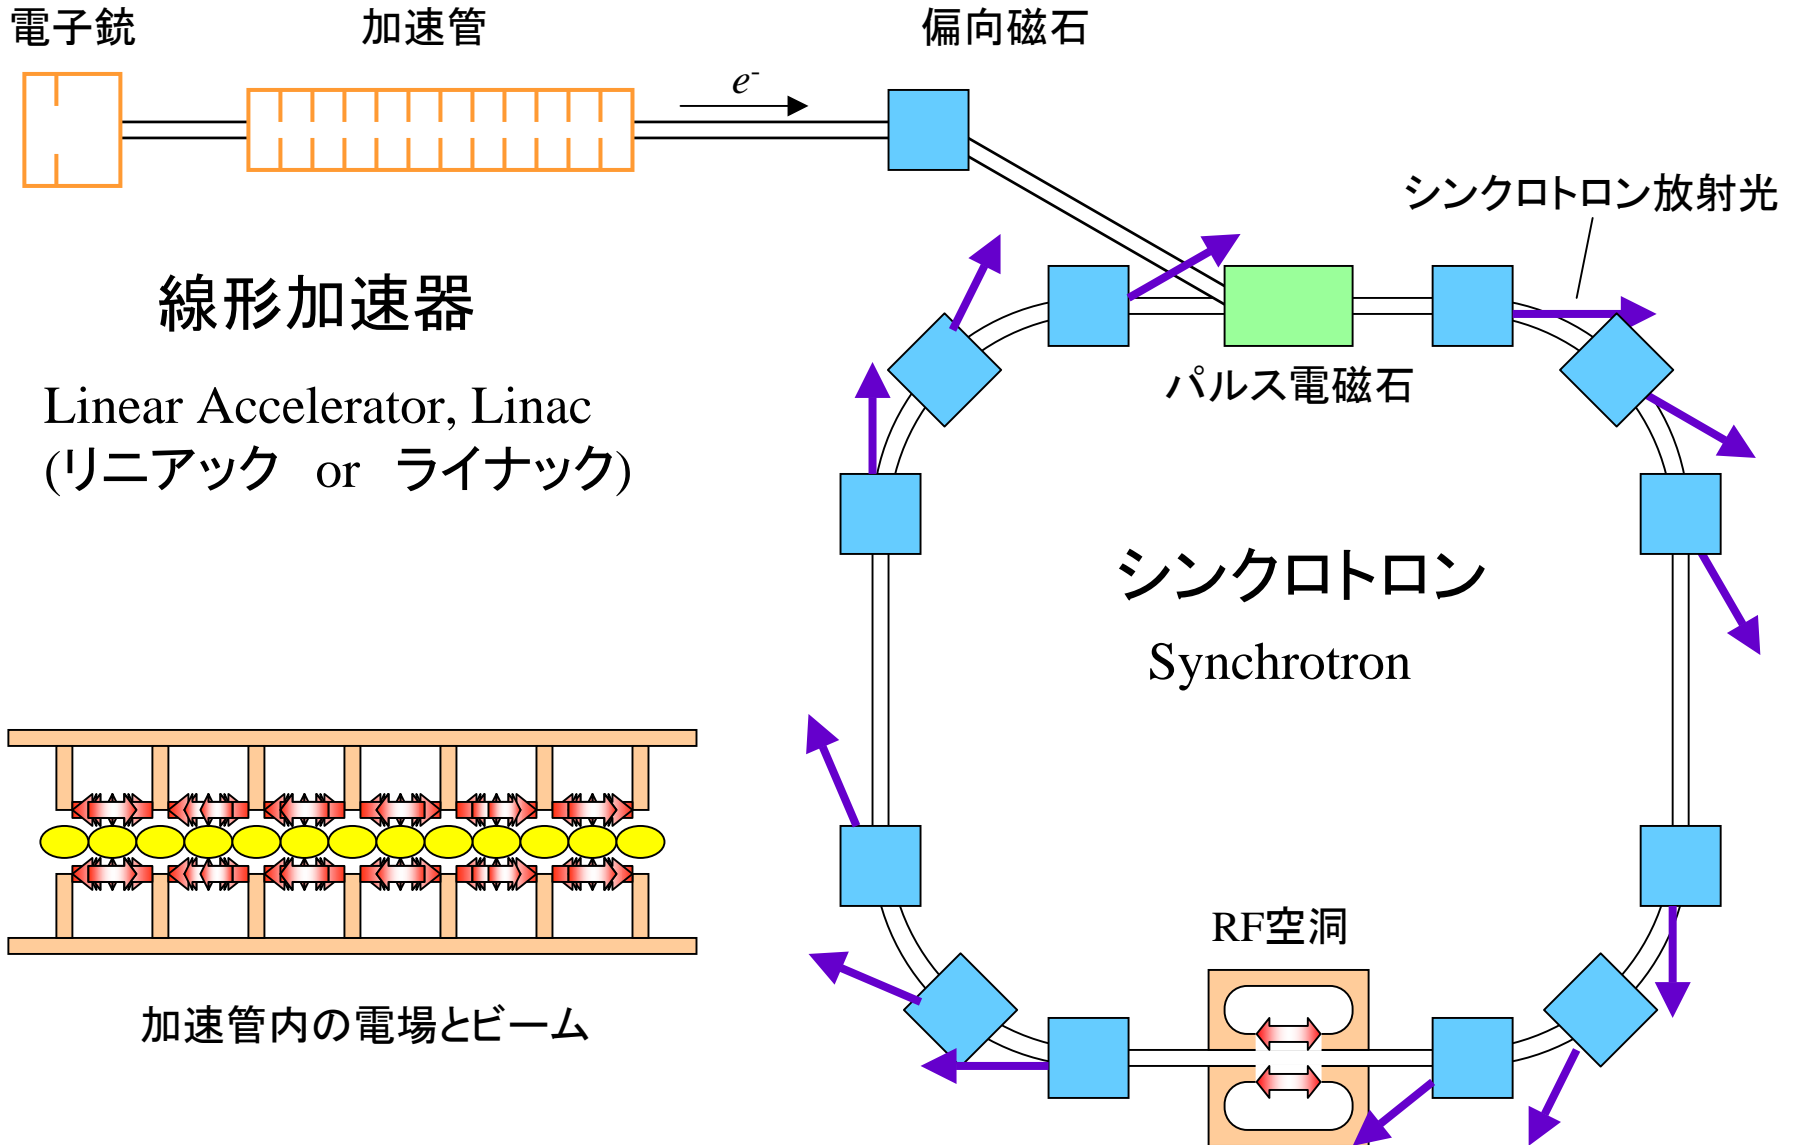 電子銃
加速管
偏向磁石
e-
シンクロトロン放射光
線形加速器
Linear Accelerator, Linac
(リニアック or ライナック)
パルス電磁石
シンクロトロン
Synchrotron
RF空洞
加速管内の電場とビーム